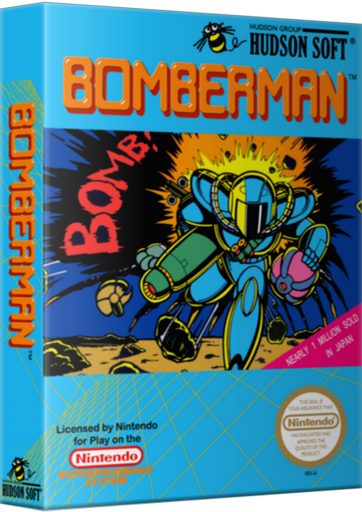 HUDSON GROUP
HUDSON SOFT®
BOMBERMAN™
BOMB!
NEARLY 1 MILLION SOLD
IN JAPAN
Licensed by Nintendo
for Play on the
Nintendo
ENTERTAINMENT
SYSTEM
THIS SEAL IS
YOUR ASSURANCE THAT
Nintendo
HAS EVALUATED AND
APPROVED THE
QUALITY OF THIS
PRODUCT.
BOMBERMAN™
HUDSON SOFT